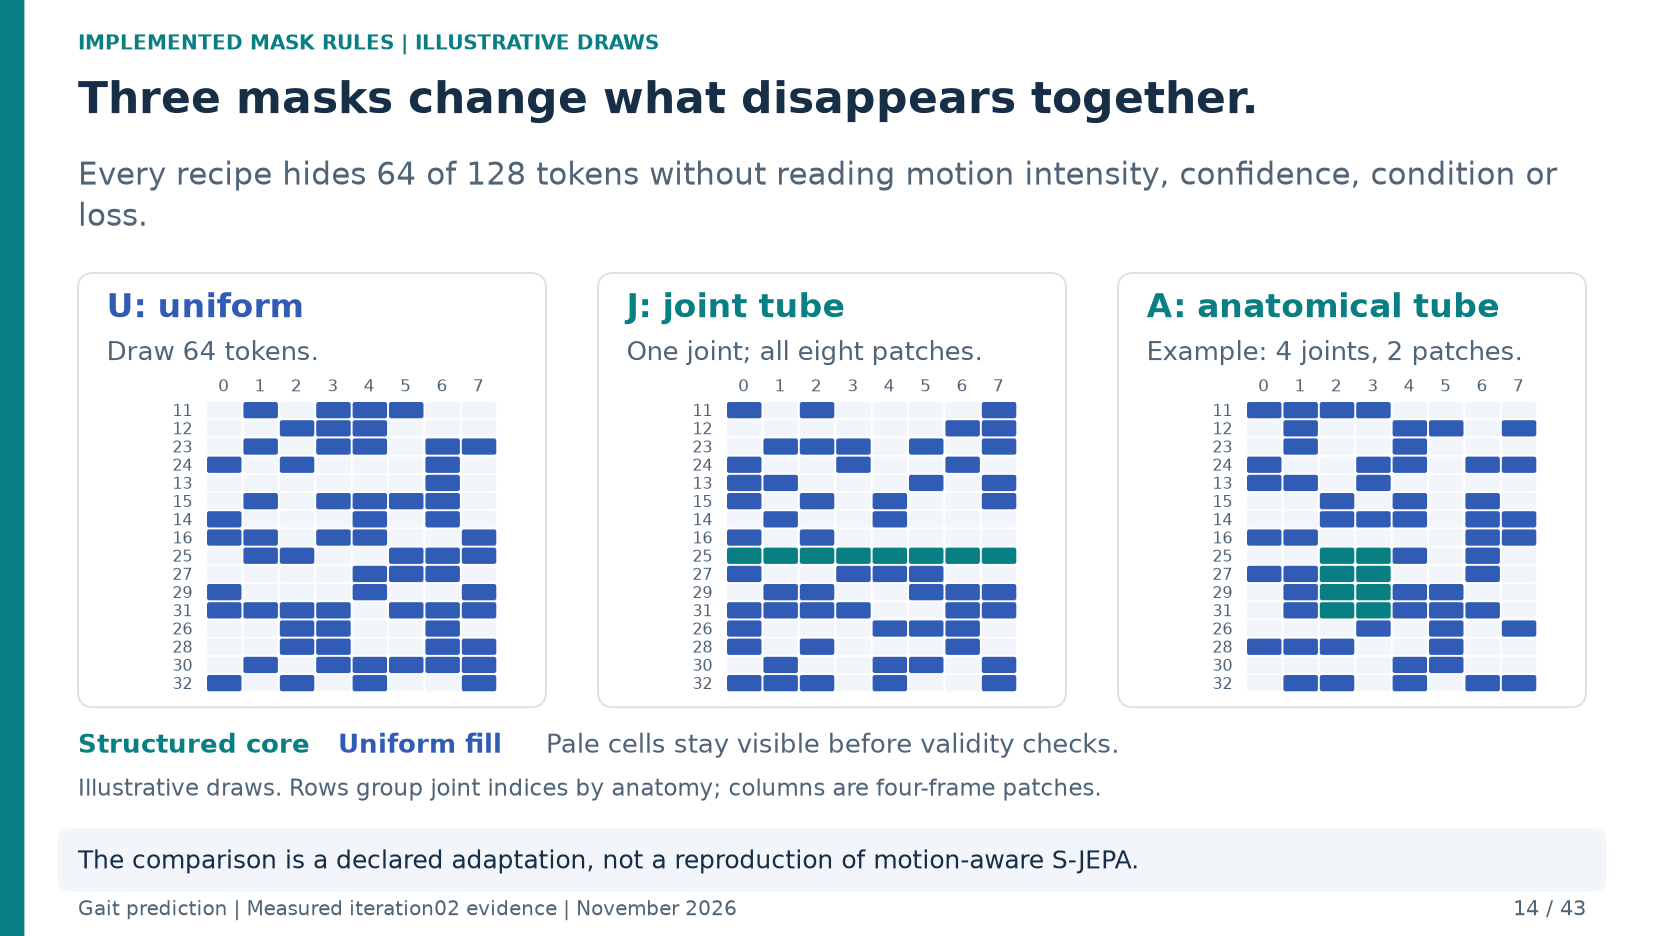 IMPLEMENTED MASK RULES | ILLUSTRATIVE DRAWS
Three masks change what disappears together.
Every recipe hides 64 of 128 tokens without reading motion intensity, confidence, condition or
loss.
U: uniform
Draw 64 tokens.
0 1 2 3 4 5 6 7
11
12
23
24
13
15
14
16
25
27
29
31
26
28
30
32
J: joint tube
One joint; all eight patches.
0 1 2 3 4 5 6 7
11
12
23
24
13
15
14
16
25
27
29
31
26
28
30
32
A: anatomical tube
Example: 4 joints, 2 patches.
0 1 2 3 4 5 6 7
11
12
23
24
13
15
14
16
25
27
29
31
26
28
30
32
Structured core Uniform fill Pale cells stay visible before validity checks.
Illustrative draws. Rows group joint indices by anatomy; columns are four-frame patches.
The comparison is a declared adaptation, not a reproduction of motion-aware S-JEPA.
Gait prediction | Measured iteration02 evidence | November 2026 14 / 43